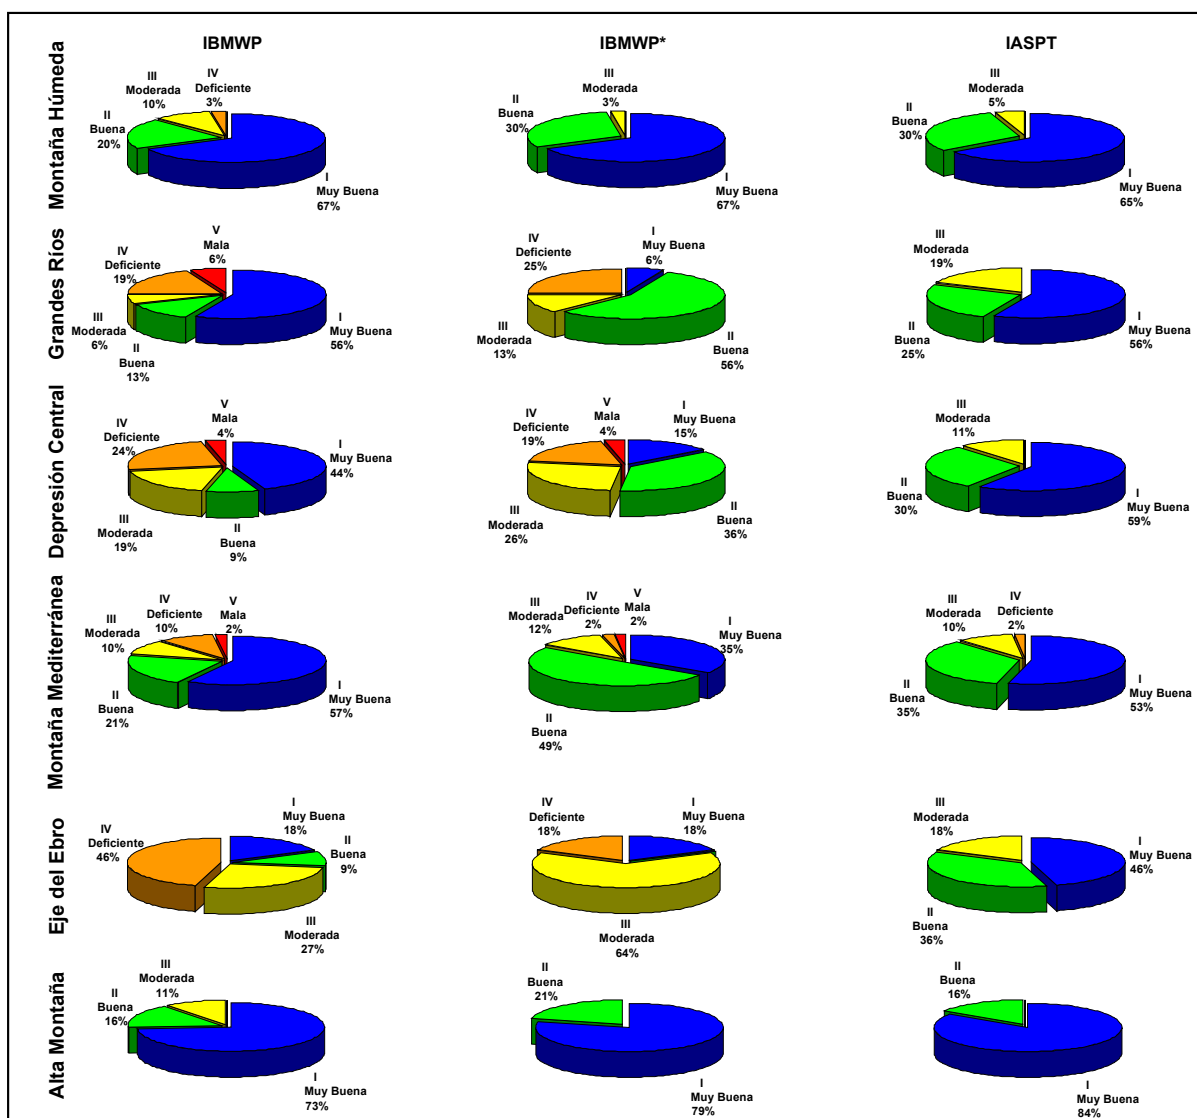 IBMWP
IBMWP*
IASPT
Montaña Húmeda
III
Moderada
10%
IV
Deficiente
3%
II
Buena
20%
I
Muy Buena
67%
III
Moderada
3%
II
Buena
30%
I
Muy Buena
67%
III
Moderada
5%
II
Buena
30%
I
Muy Buena
65%
Grandes Ríos
V
Mala
6%
IV
Deficiente
19%
III
Moderada
6%
II
Buena
13%
I
Muy Buena
56%
IV
Deficiente
25%
I
Muy Buena
6%
III
Moderada
13%
II
Buena
56%
III
Moderada
19%
II
Buena
25%
I
Muy Buena
56%
Depresión Central
V
Mala
4%
IV
Deficiente
24%
I
Muy Buena
44%
III
Moderada
19%
II
Buena
9%
V
Mala
4%
IV
Deficiente
19%
I
Muy Buena
15%
III
Moderada
26%
II
Buena
36%
III
Moderada
11%
II
Buena
30%
I
Muy Buena
59%
Montaña Mediterránea
IV
Deficiente
10%
V
Mala
2%
III
Moderada
10%
II
Buena
21%
I
Muy Buena
57%
III
Moderada
12%
IV
Deficiente
2%
V
Mala
2%
I
Muy Buena
35%
II
Buena
49%
III
Moderada
10%
IV
Deficiente
2%
II
Buena
35%
I
Muy Buena
53%
Eje del Ebro
IV
Deficiente
46%
I
Muy Buena
18%
II
Buena
9%
III
Moderada
27%
IV
Deficiente
18%
I
Muy Buena
18%
III
Moderada
64%
III
Moderada
18%
I
Muy Buena
46%
II
Buena
36%
Alta Montaña
III
Moderada
11%
II
Buena
16%
I
Muy Buena
73%
II
Buena
21%
I
Muy Buena
79%
II
Buena
16%
I
Muy Buena
84%